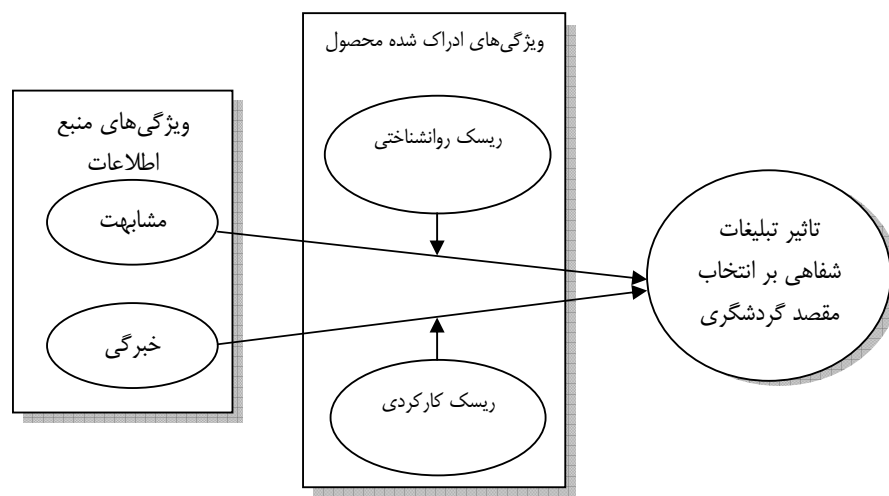 ویژگی‌های ادراک شده محصول
ویژگی‌های منبع
اطلاعات
ریسک روانشناختی
مشابهت
تاثیر تبلیغات
شفاهی بر انتخاب
مقصد گردشگری
خبرگی
ریسک کارکردی